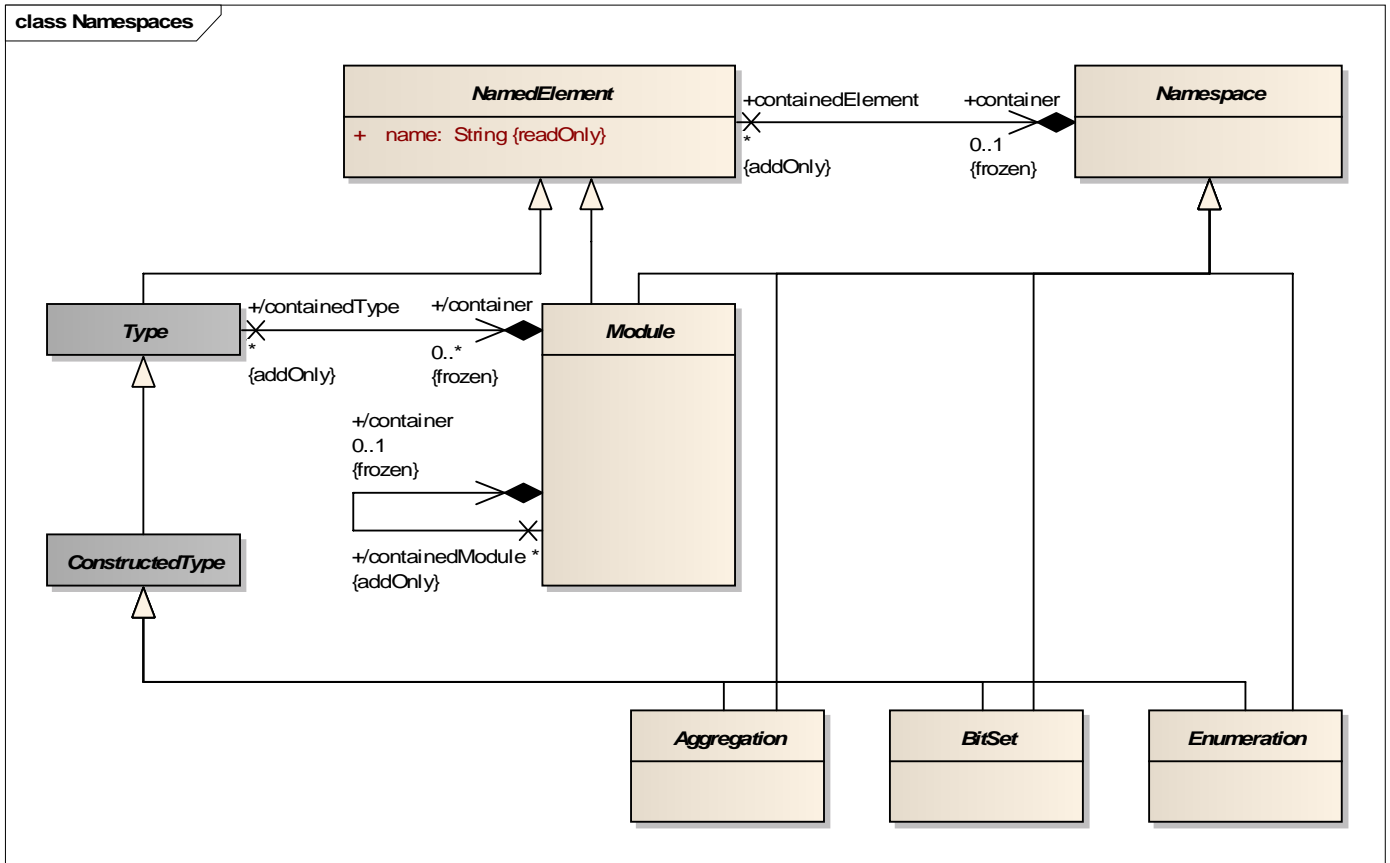 class Namespaces
NamedElement
+ name: String {readOnly}
+containedElement
*
{addOnly}
+container
0..1
{frozen}
Namespace
Type
+/containedType
*
{addOnly}
+/container
0..*
{frozen}
Module
+/container
0..1
{frozen}
+/containedModule *
{addOnly}
ConstructedType
Aggregation
BitSet
Enumeration